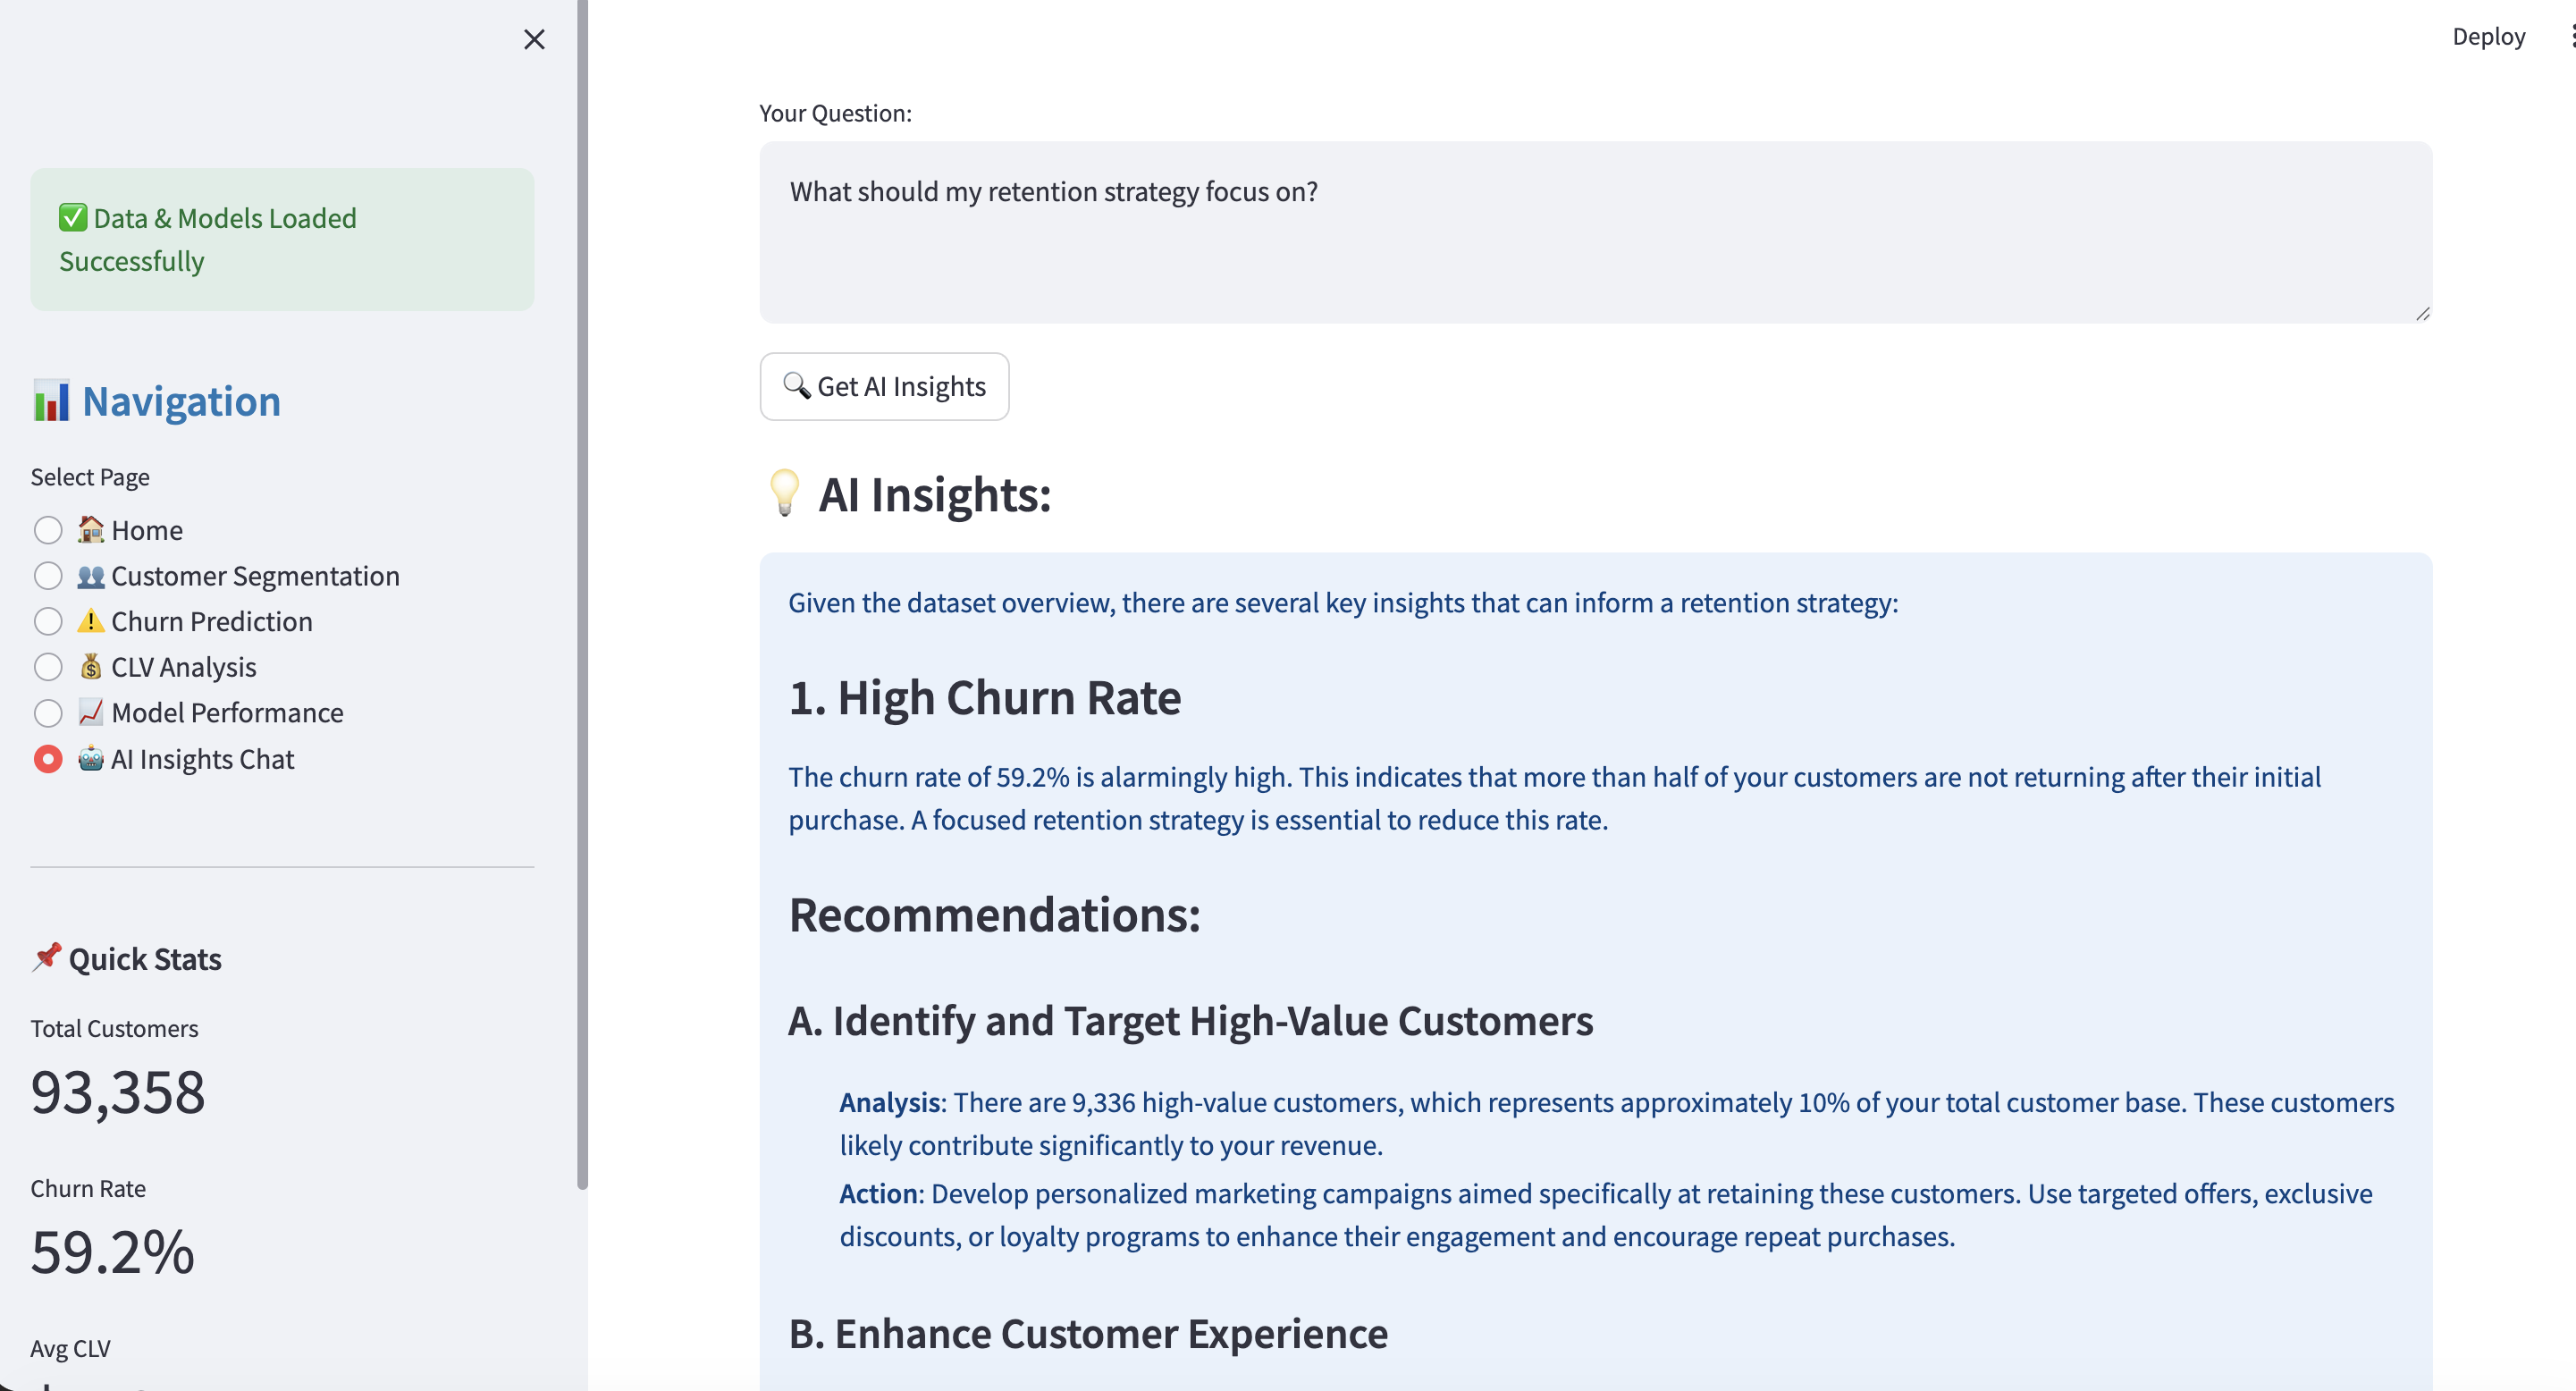 ✅ Data & Models Loaded
Successfully
📊 Navigation
Select Page
🏠 Home
👥 Customer Segmentation
⚠️ Churn Prediction
💰 CLV Analysis
📈 Model Performance
🤖 AI Insights Chat
📌 Quick Stats
Total Customers
93,358
Churn Rate
59.2%
Avg CLV
Deploy
Your Question:
What should my retention strategy focus on?
🔍 Get AI Insights
💡 AI Insights:
Given the dataset overview, there are several key insights that can inform a retention strategy:
1. High Churn Rate
The churn rate of 59.2% is alarmingly high. This indicates that more than half of your customers are not returning after their initial
purchase. A focused retention strategy is essential to reduce this rate.
Recommendations:
A. Identify and Target High-Value Customers
Analysis: There are 9,336 high-value customers, which represents approximately 10% of your total customer base. These customers
likely contribute significantly to your revenue.
Action: Develop personalized marketing campaigns aimed specifically at retaining these customers. Use targeted offers, exclusive
discounts, or loyalty programs to enhance their engagement and encourage repeat purchases.
B. Enhance Customer Experience